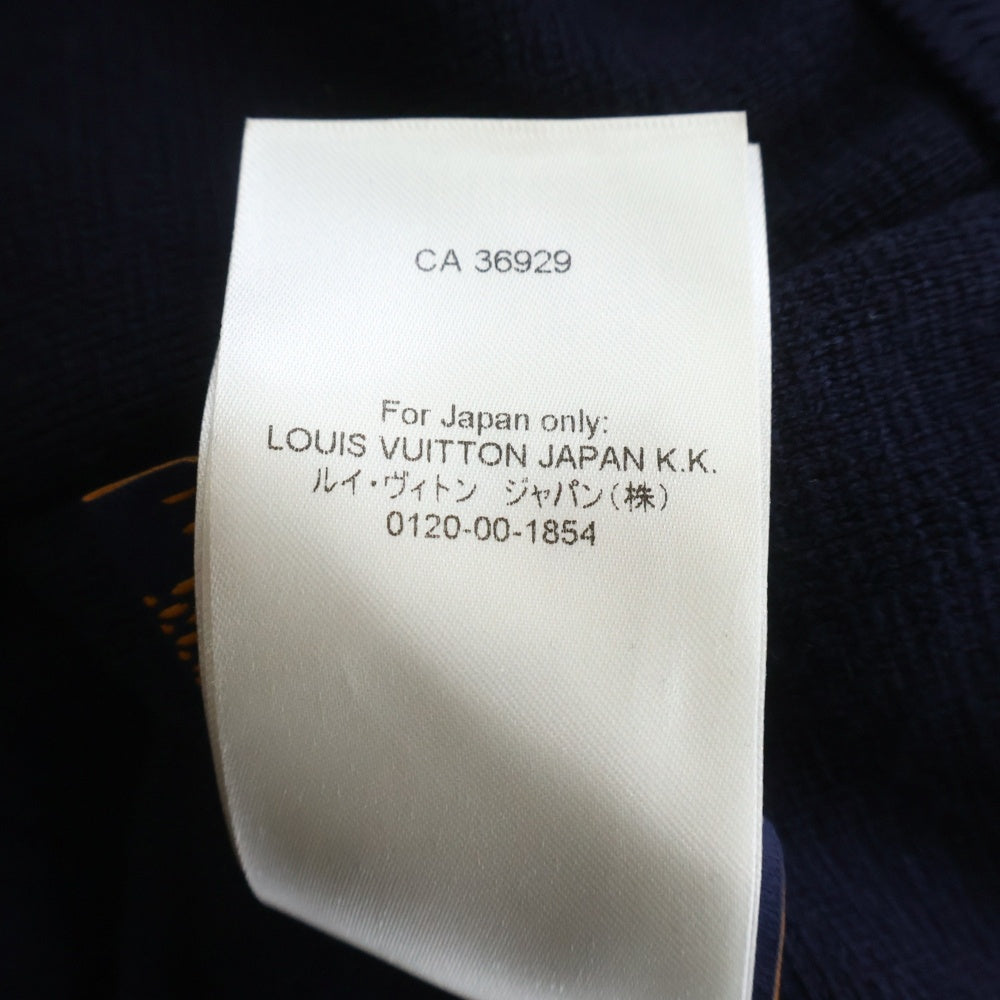 CA 36929
For Japan only:
LOUIS VUITTON JAPAN K.K.
ルイ・ヴィトン　ジャパン(株)
0120-00-1854